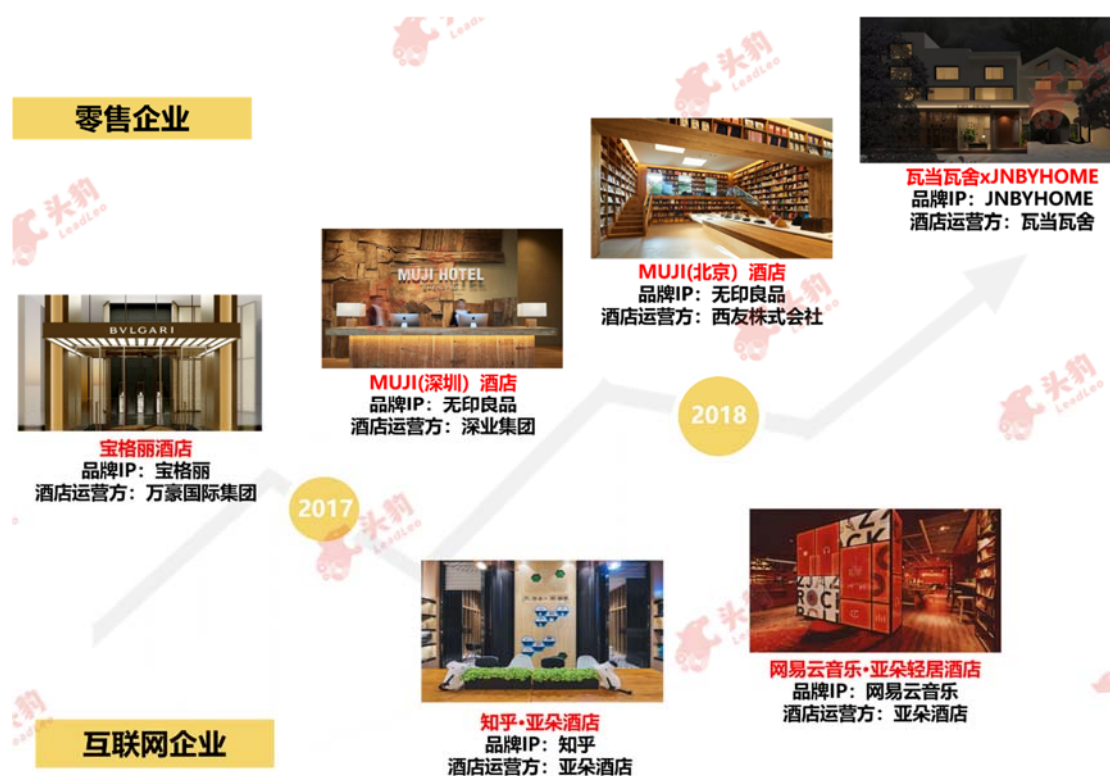 零售企业
瓦当瓦舍xJNBYHOME
品牌IP：JNBYHOME
酒店运营方：瓦当瓦舍
MUJI(北京）酒店
品牌IP：无印良品
酒店运营方：西友株式会社
MUJI HOTEL
MUJI(深圳）酒店
品牌IP：无印良品
酒店运营方：深业集团
BVLGARI
宝格丽酒店
品牌IP：宝格丽
酒店运营方：万豪国际集团
2018
2017
知乎·亚朵酒店
品牌IP：知乎
酒店运营方：亚朵酒店
网易云音乐·亚朵轻居酒店
品牌IP：网易云音乐
酒店运营方：亚朵酒店
互联网企业
头豹
LeadLeo